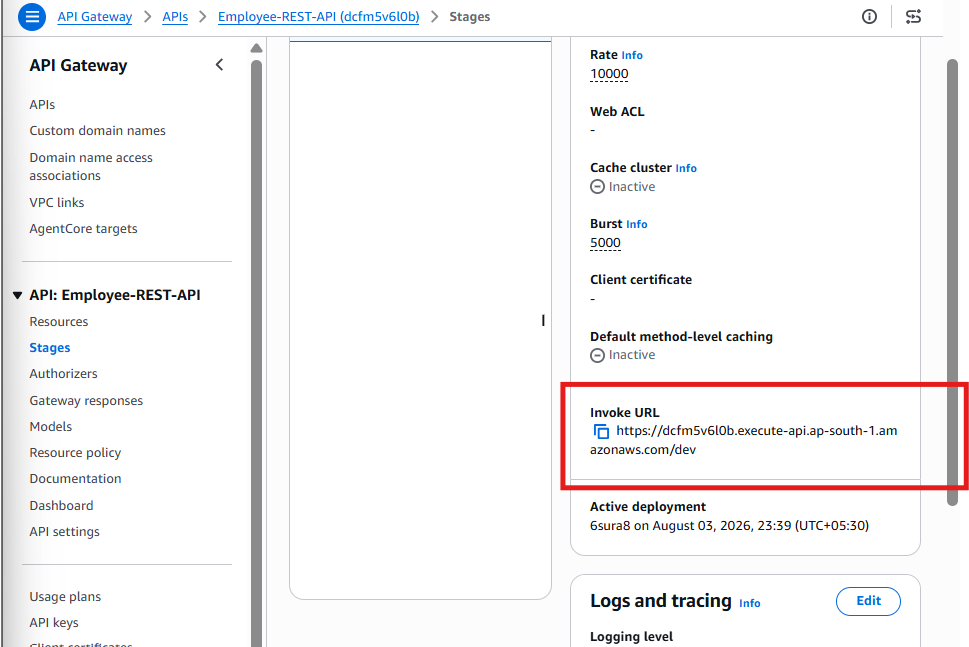 API Gateway > APIs > Employee-REST-API (dcfm5v6l0b) > Stages
API Gateway
APIs
Custom domain names
Domain name access
associations
VPC links
AgentCore targets
API: Employee-REST-API
Resources
Stages
Authorizers
Gateway responses
Models
Resource policy
Documentation
Dashboard
API settings
Usage plans
API keys
Client certificates
Rate Info
10000
Web ACL
-
Cache cluster Info
Inactive
Burst Info
5000
Client certificate
-
Default method-level caching
Inactive
Invoke URL
https://dcfm5v6l0b.execute-api.ap-south-1.am
azonaws.com/dev
Active deployment
6sura8 on August 03, 2026, 23:39 (UTC+05:30)
Logs and tracing Info
Edit
Logging level